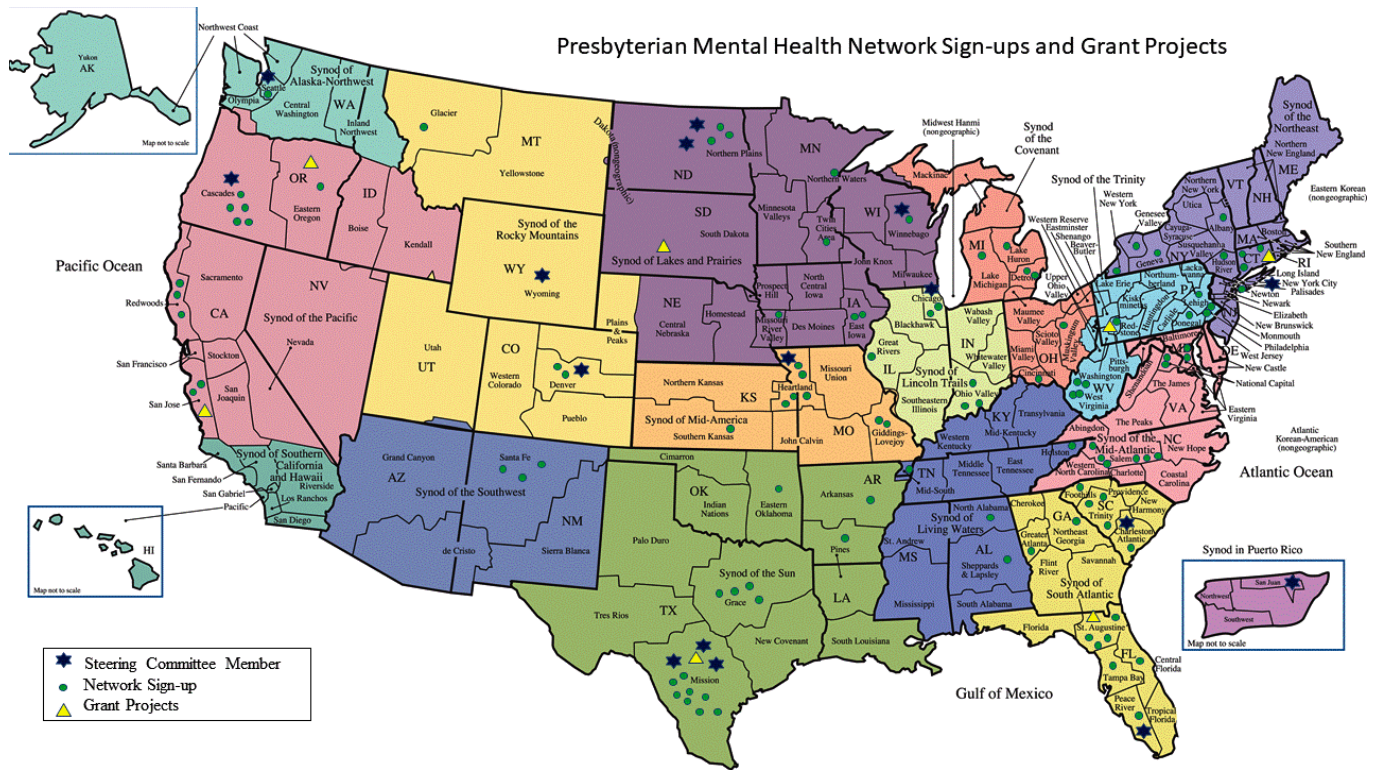 Presbyterian Mental Health Network Sign-ups and Grant Projects
Northwest Coast
Yukon
AK
Map not to scale
Seattle
Olympia
Synod of
Alaska-Northwest
Central
Washington
WA
Inland
Northwest
Glacier
MT
Yellowstone
Dakota (nongeographic)
Northern Plains
ND
MN
Northern Waters
Midwest Hanmi
(nongeographic)
Synod
of the
Covenant
Mackinac
Synod of
the Northeast
Northern New
England
ME
VT
NH
Eastern Korean
(nongeographic)
Cascades
OR
Eastern
Oregon
ID
Boise
Kendall
Synod of the
Rocky Mountains
WY
Wyoming
SD
South Dakota
Synod of Lakes and Prairies
Minnesota
Valleys
Twin
Cities
Area
WI
Winnebago
John Knox
Milwaukee
Prospect
Hill
North
Central
Iowa
IA
Des Moines
East
Iowa
Missouri
River
Valley
NE
Central
Nebraska
Homestead
MI
Lake
Huron
Lake
Michigan
Detroit
Synod of the Trinity
Western
New York
Western Reserve
Eastminster
Shenango
Beaver-
Butler
Upper
Ohio Valley
Genesee Valley
Northern
New York
Utica
Cayuga-
Syracuse
Albany
Susquehanna
Valley
Geneva
NY
MA
Boston
CT
Hudson
River
RI
Southern
New England
Long Island
New York City
Palisades
Newton
Newark
Elizabeth
New Brunswick
Monmouth
Philadelphia
West Jersey
New Castle
National Capital
Eastern
Virginia
NJ
DE
Lake Erie
Northum-
berland
Lacka-
wanna
PA
Kiski-
minetas
Huntingdon
Carlisle
Lehigh
Donegal
Red-
stone
Pitts-
burgh
Washington
WV
West
Virginia
Baltimore
MD
Shenandoah
The James
VA
The Peaks
Abingdon
Pacific Ocean
Sacramento
Redwoods
CA
NV
Nevada
Synod of the Pacific
San Francisco
Stockton
San
Joaquin
San Jose
Utah
UT
CO
Western
Colorado
Denver
Pueblo
Plains
&
Peaks
Northern Kansas
KS
Synod of Mid-America
Southern Kansas
Heartland
Missouri
Union
MO
John Calvin
Giddings-
Lovejoy
Chicago
Blackhawk
Great
Rivers
IL
Synod of
Lincoln Trails
Southeastern
Illinois
Wabash
Valley
IN
Whitewater
Valley
Ohio Valley
Maumee Valley
Miami
Valley
Scioto
Valley
OH
Muskingum
Valley
Cincinnati
KY
Transylvania
Western
Kentucky
Mid-Kentucky
Synod of Southern
California
and Hawaii
Santa Barbara
San Fernando
San Gabriel
Pacific
Riverside
Los Ranchos
San Diego
HI
Map not to scale
Grand Canyon
AZ
Synod of the Southwest
de Cristo
Santa Fe
NM
Sierra Blanca
Cimarron
OK
Indian
Nations
Eastern
Oklahoma
AR
Arkansas
Pines
LA
South Louisiana
Palo Duro
Synod of the Sun
Grace
Tres Rios
TX
New Covenant
Mission
TN
Mid-South
Middle
Tennessee
East
Tennessee
Holston
Synod of
Living Waters
St. Andrew
MS
Mississippi
North Alabama
AL
Sheppards
& Lapsley
South Alabama
Synod of the
Mid-Atlantic
NC
New Hope
Western
North Carolina
Salem
Charlotte
Coastal
Carolina
Atlantic
Korean-American
(nongeographic)
Atlantic Ocean
Foothills
Providence
SC
Trinity
New
Harmony
Charleston
Atlantic
Cherokee
GA
Greater
Atlanta
Northeast
Georgia
Flint
River
Savannah
Synod of
South Atlantic
Florida
St. Augustine
FL
Central
Florida
Tampa Bay
Peace
River
Tropical
Florida
Gulf of Mexico
Synod in Puerto Rico
San Juan
Northwest
Southwest
Map not to scale
Steering Committee Member
Network Sign-up
Grant Projects